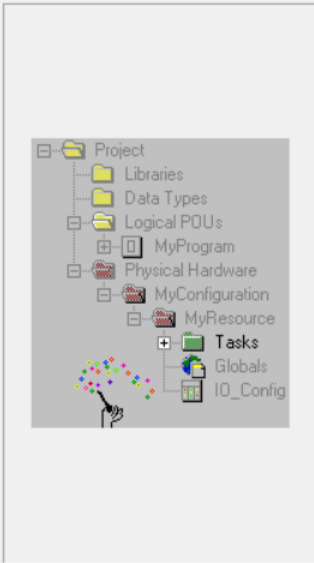 Project
Libraries
Data Types
Logical POUs
MyProgram
Physical Hardware
MyConfiguration
MyResource
Tasks
Globals
IO_Config